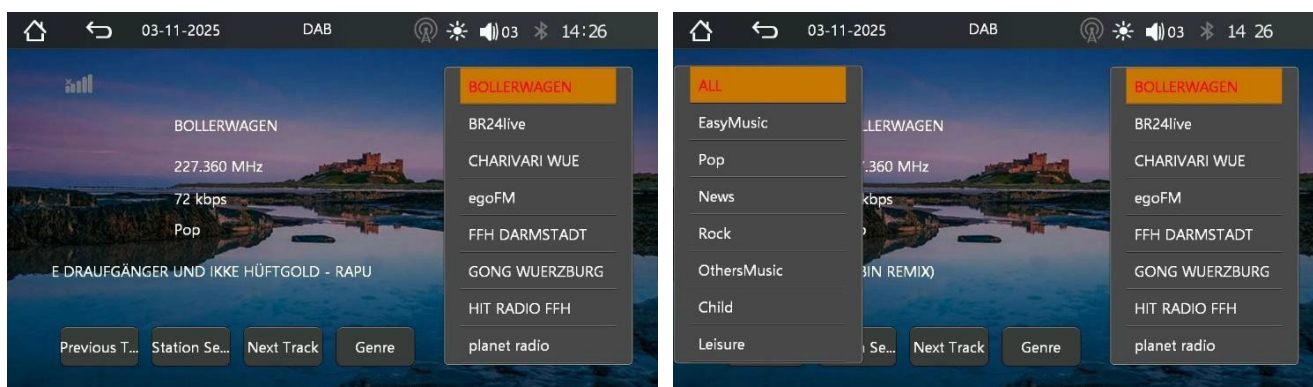 03-11-2025 DAB 03 14:26
BOLLERWAGEN
227.360 MHz
72 kbps
Pop
E DRAUFGÄNGER UND IKKE HÜFTGOLD - RAPU
Previous T... Station Se... Next Track Genre
BOLLERWAGEN
BR24live
CHARIVARI WUE
egoFM
FFH DARMSTADT
GONG WUERZBURG
HIT RADIO FFH
planet radio
03-11-2025 DAB 03 14 26
ALL
EasyMusic
Pop
News
Rock
OthersMusic
Child
Leisure
LERWAGEN
.360 MHz
kbps
BIN REMIX)
Se... Next Track Genre
BOLLERWAGEN
BR24live
CHARIVARI WUE
egoFM
FFH DARMSTADT
GONG WUERZBURG
HIT RADIO FFH
planet radio